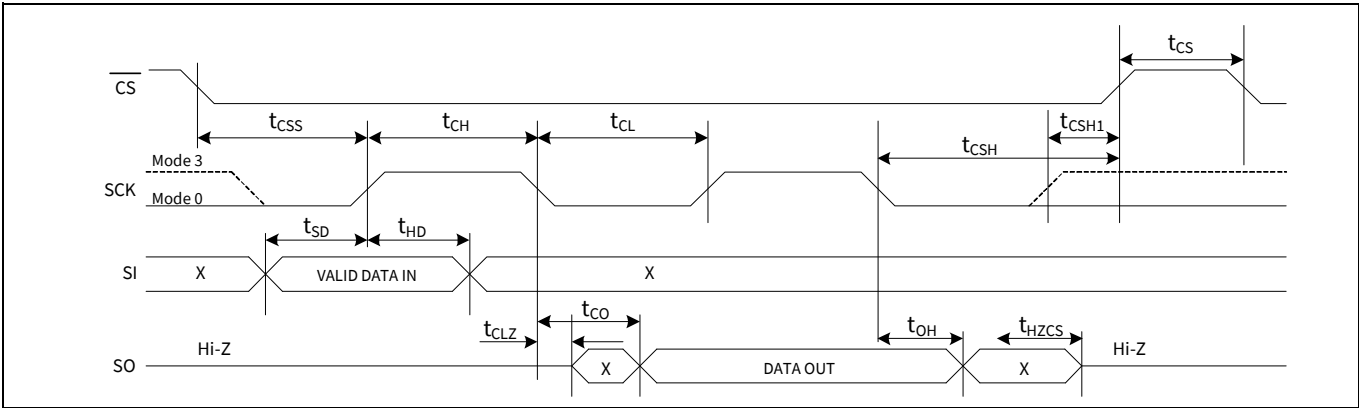 tCS
CS
tCSS
tCH
tCL
tCSH1
tCSH
Mode 3
SCK
Mode 0
tSD
tHD
SI
X
VALID DATA IN
X
tCO
tCLZ
tOH
tHZCS
Hi-Z
Hi-Z
SO
X
DATA OUT
X